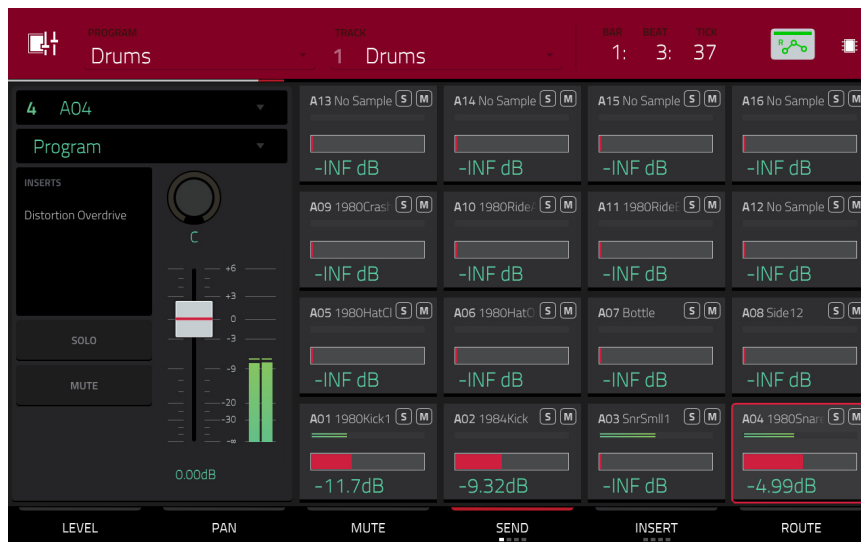 PROGRAM
Drums
TRACK
1 Drums
BAR BEAT TICK
1: 3: 37
R
4 A04
Program
INSERTS
Distortion Overdrive
C
+6
+3
0
-3
-9
-20
-30
-∞
0.00dB
SOLO
MUTE
A13 No Sample S M
A14 No Sample S M
A15 No Sample S M
A16 No Sample S M
-INF dB
-INF dB
-INF dB
-INF dB
A09 1980Crash S M
A10 1980Ride S M
A11 1980Ride S M
A12 No Sample S M
-INF dB
-INF dB
-INF dB
-INF dB
A05 1980HatCl S M
A06 1980HatO S M
A07 Bottle S M
A08 Side12 S M
-INF dB
-INF dB
-INF dB
-INF dB
A01 1980Kick1 S M
A02 1984Kick S M
A03 SnrSmll1 S M
A04 1980Snare S M
-11.7dB
-9.32dB
-INF dB
-4.99dB
LEVEL PAN MUTE SEND INSERT ROUTE